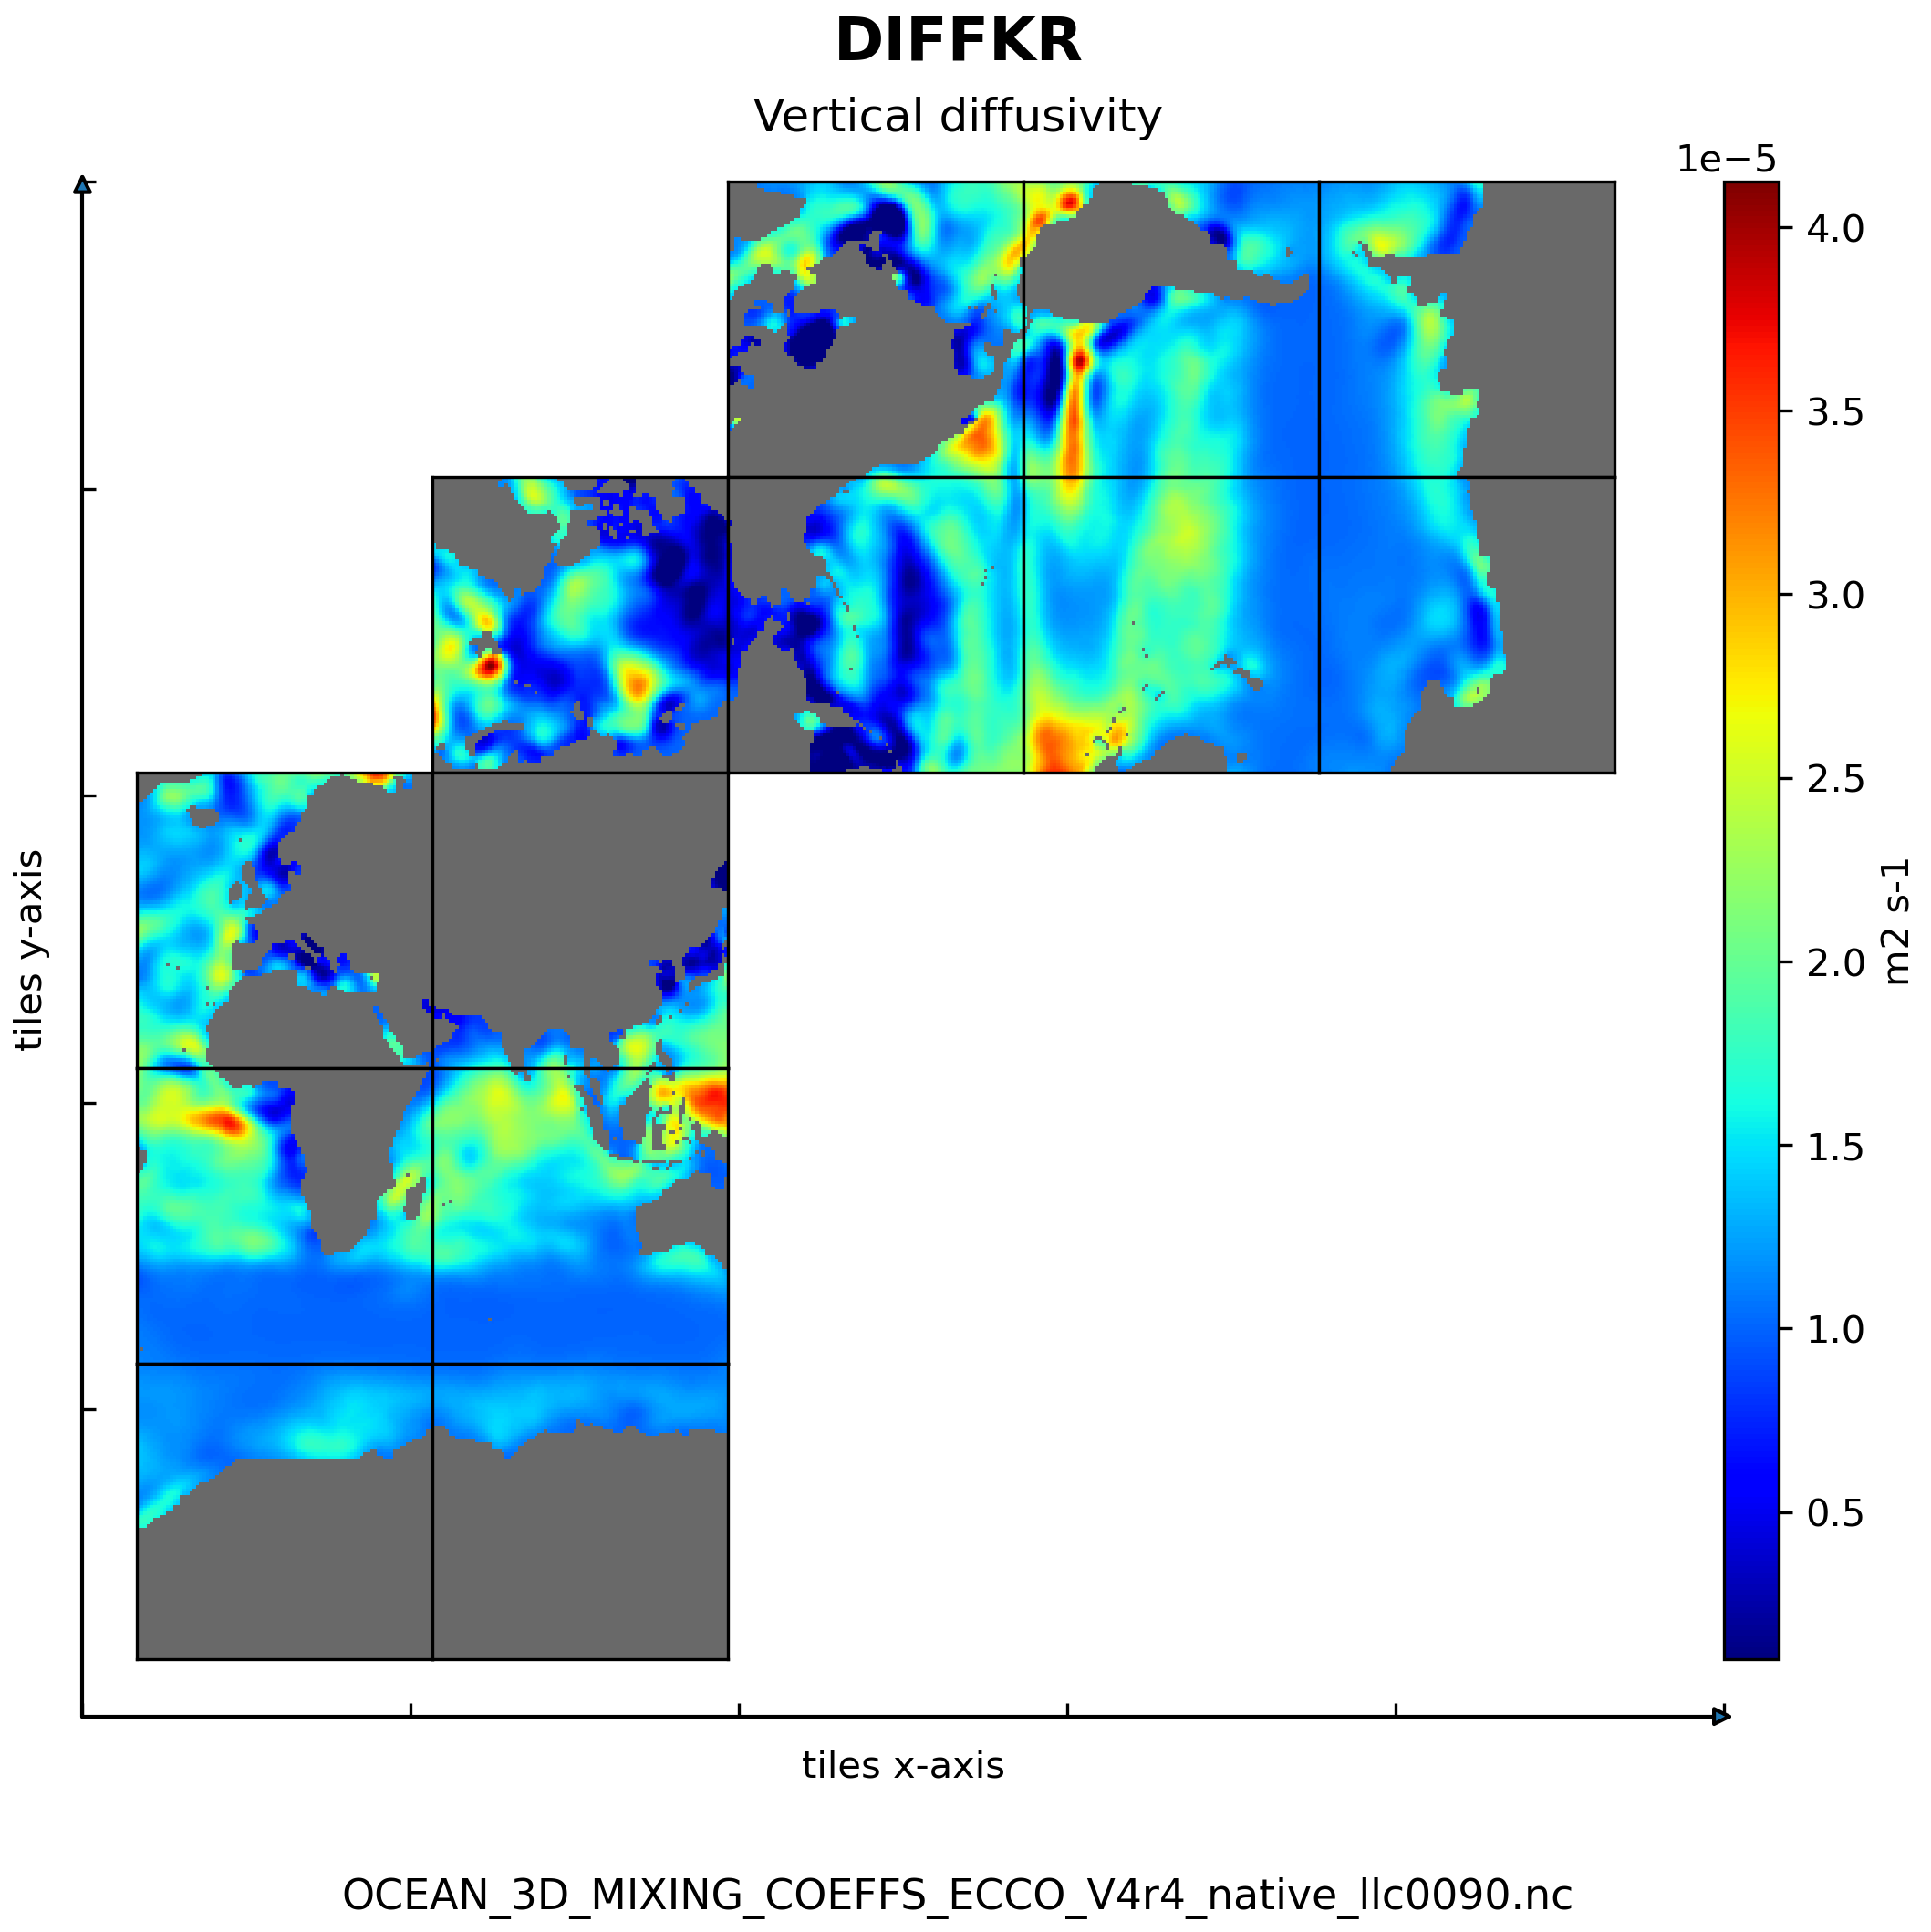 DIFFKR
Vertical diffusivity
1e−5
4.0
3.5
3.0
2.5
2.0
1.5
1.0
0.5
m2 s-1
tiles y-axis
tiles x-axis
OCEAN_3D_MIXING_COEFFS_ECCO_V4r4_native_llc0090.nc